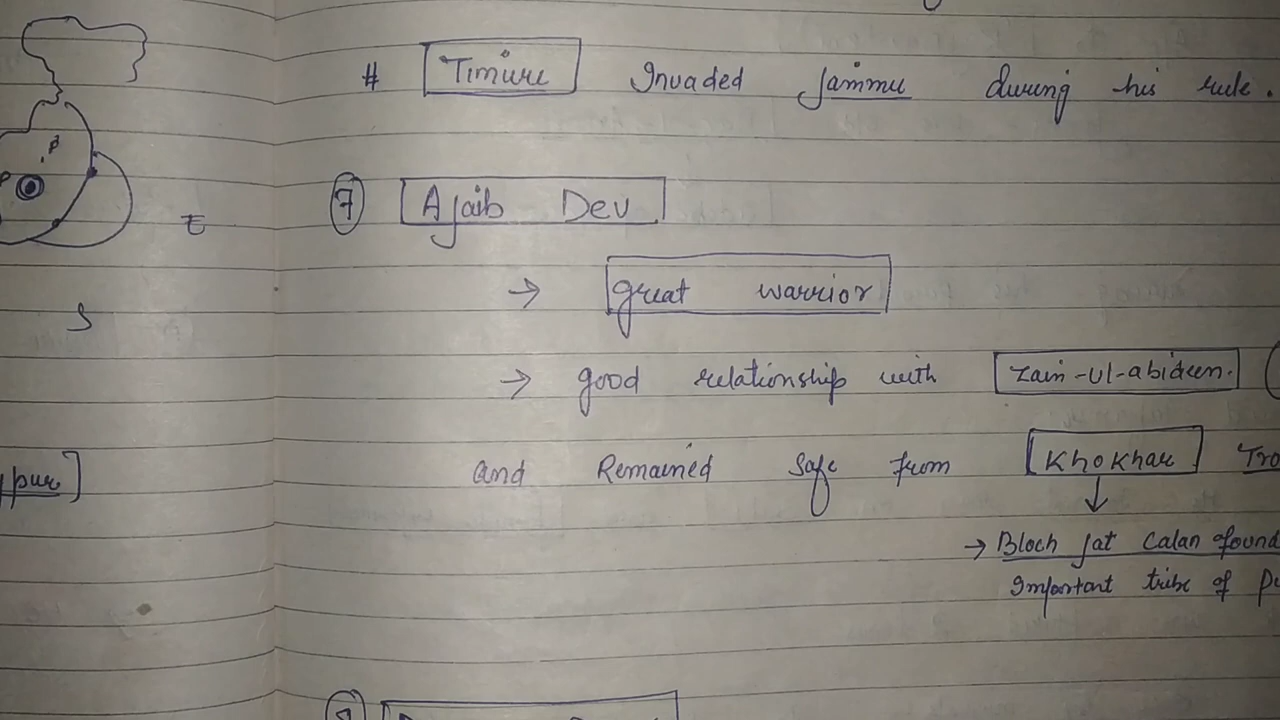 # Timure Invaded Jammu during his rule.
7 Ajaib Dev
→ great warrior
→ good relationship with zain-ul-abideen.
and Remained safe from Khokhar
→ Bloch Jat Calan found
Important tribe of
E
S
pur]